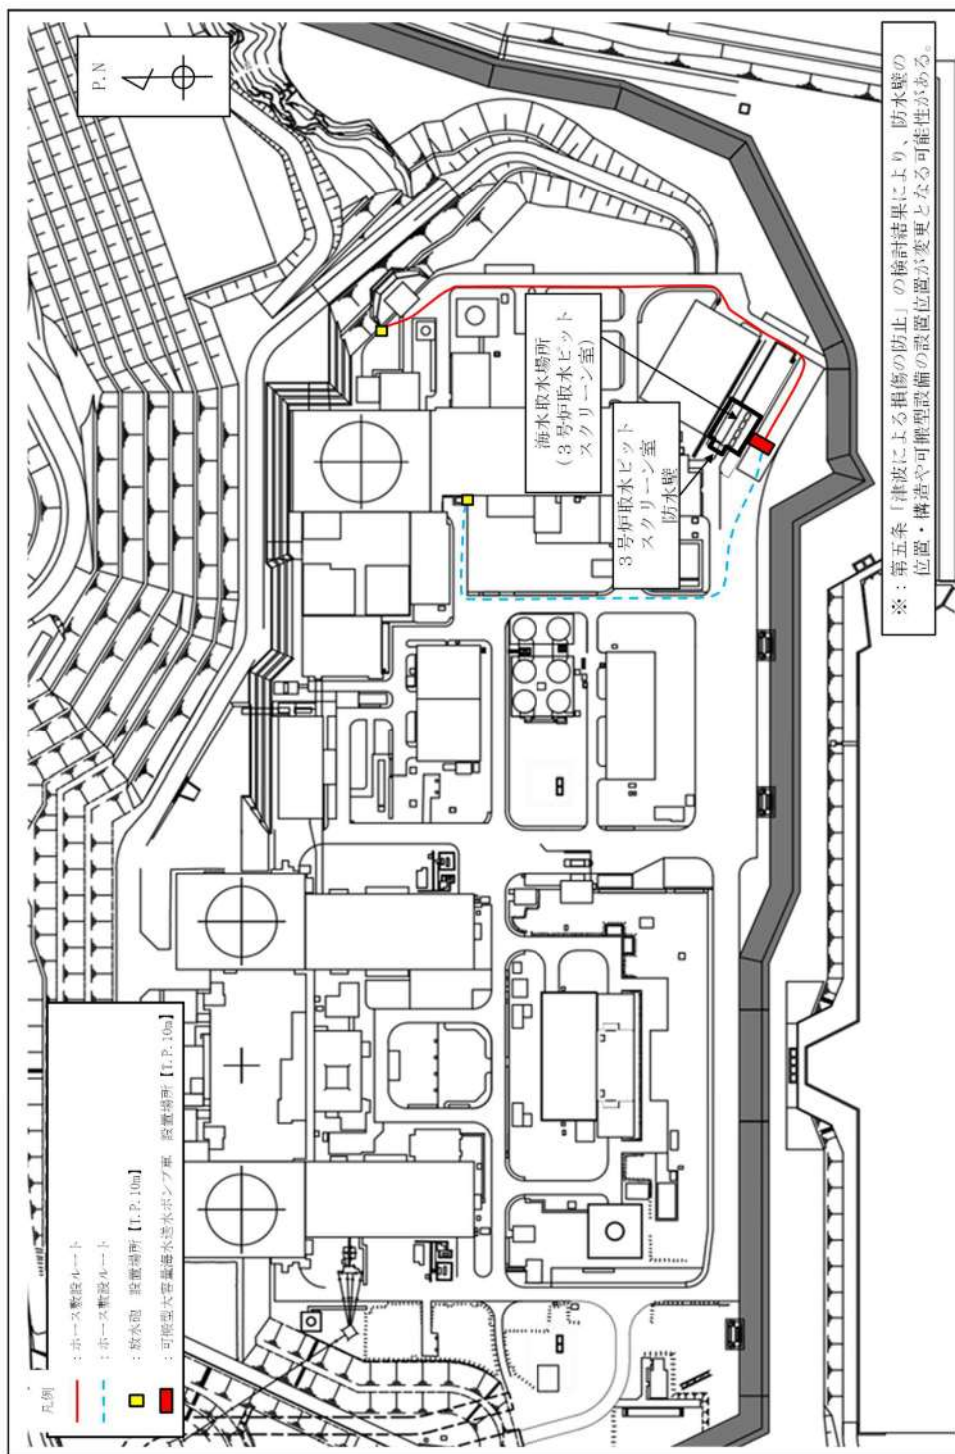 P.N
凡例
：ホース敷設ルート
：ホース敷設ルート
：放水砲　設置場所【T.P.10m】
：可搬型大容量海水送水ポンプ車　設置場所【T.P.10m】
海水取水場所
（３号炉取水ピット
スクリーン室）
３号炉取水ピット
スクリーン室
防水壁
※：第五条「津波による損傷の防止」の検討結果により、防水壁の
位置・構造や可搬型設備の設置位置が変更となる可能性がある。